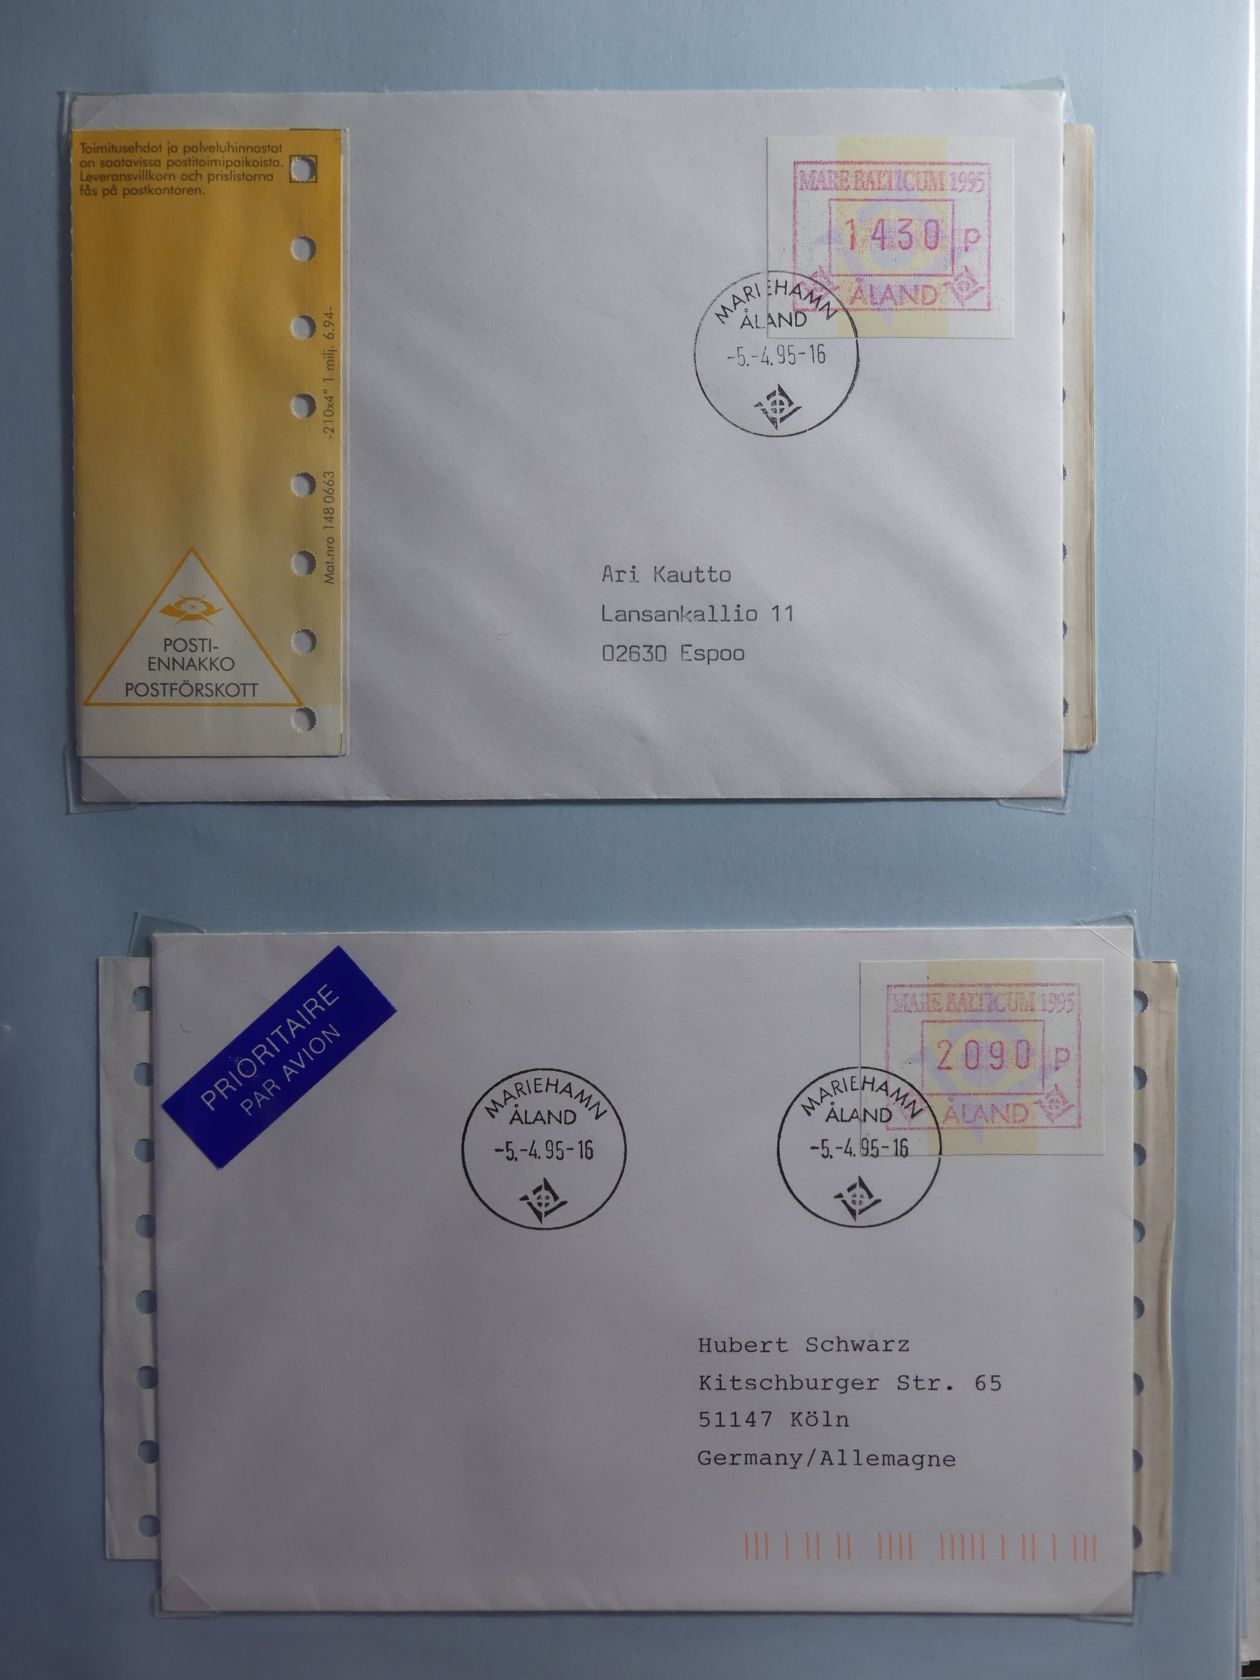 Toimitusehdot ja palveluhinnastot
on saatavissa postitoimipaikoista.
Leveransvillkorn och prislistorna
fås på postkontoren.
Mat.nro 148 0663 -210x4" 1 milj. 6.94-
POSTI-
ENNAKKO
POSTFÖRSKOTT
MARE BALTICUM 1995
1430 p
ÅLAND
MARIEHAMN
ÅLAND
-5.-4.95-16
Ari Kautto
Lansankallio 11
02630 Espoo
PRIORITAIRE
PAR AVION
MARE BALTICUM 1995
2090 p
ÅLAND
MARIEHAMN
ÅLAND
-5.-4.95-16
MARIEHAMN
ÅLAND
-5.-4.95-16
Hubert Schwarz
Kitschburger Str. 65
51147 Köln
Germany/Allemagne